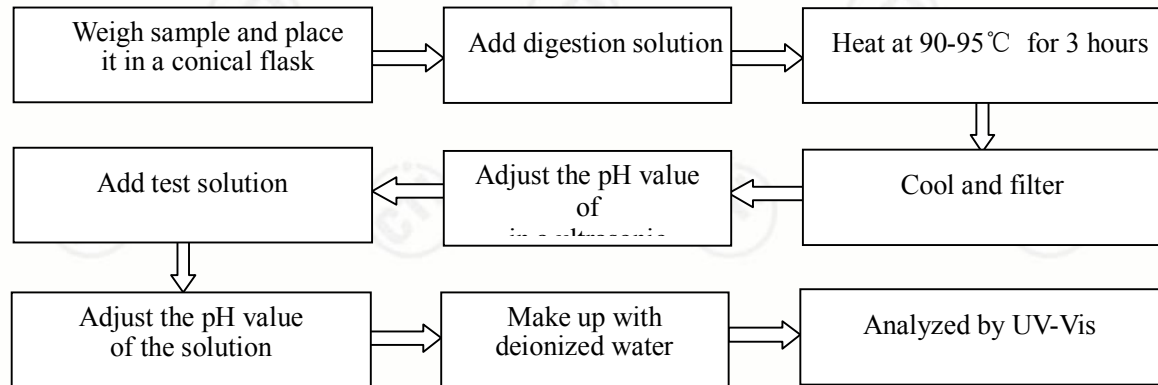 Weigh sample and place
it in a conical flask
Add digestion solution
Heat at 90-95℃ for 3 hours
Cool and filter
Adjust the pH value
of
in a ultrasonic
Add test solution
Adjust the pH value
of the solution
Make up with
deionized water
Analyzed by UV-Vis